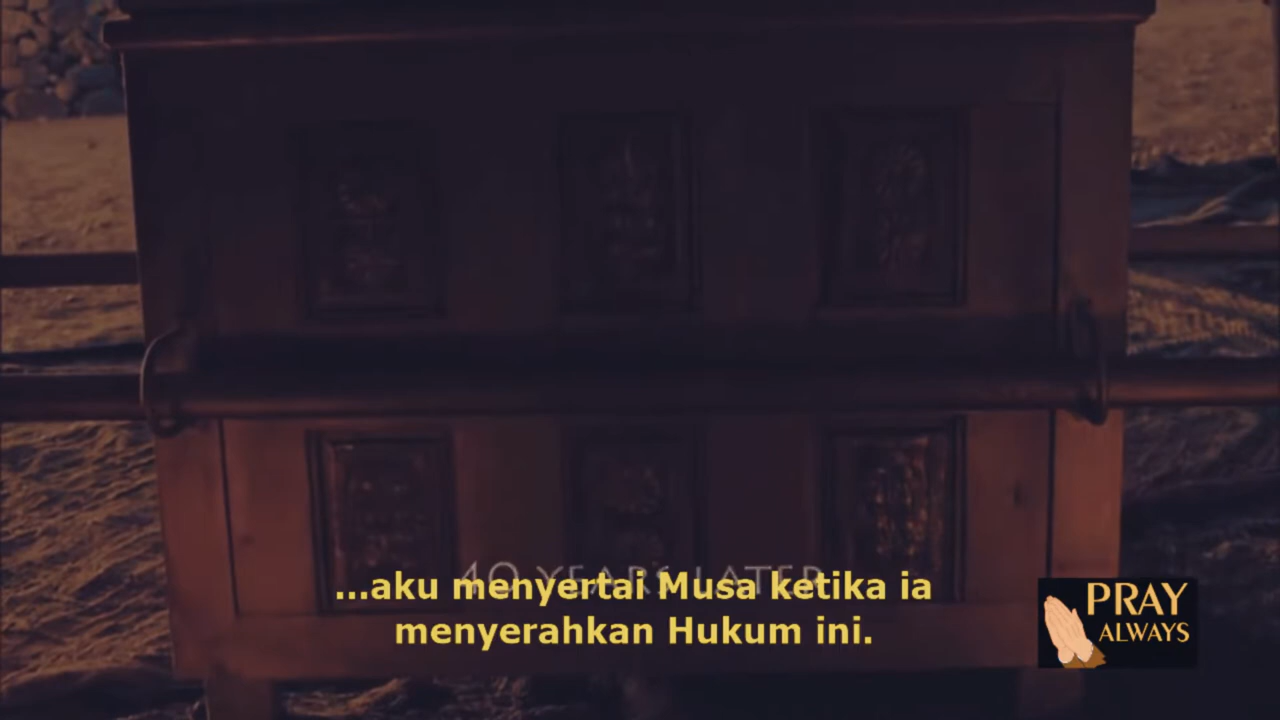 40 YEARS LATER
...aku menyertai Musa ketika ia
menyerahkan Hukum ini.
PRAY
ALWAYS